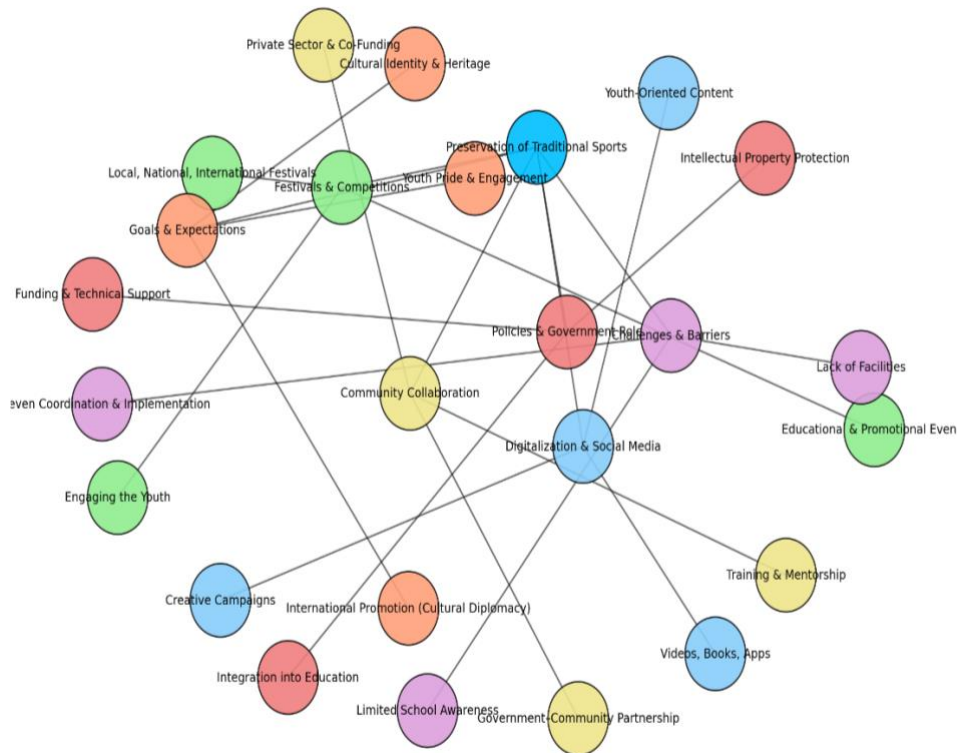 Private Sector & Co-Funding
Cultural Identity & Heritage
Youth-Oriented Content
Preservation of Traditional Sports
Intellectual Property Protection
Local, National, International Festivals
Youth Pride & Engagement
Festivals & Competitions
Goals & Expectations
Funding & Technical Support
Policies & Government Role
Challenges & Barriers
Lack of Facilities
Community Collaboration
even Coordination & Implementation
Educational & Promotional Even
Digitalization & Social Media
Engaging the Youth
Training & Mentorship
Creative Campaigns
International Promotion (Cultural Diplomacy)
Videos, Books, Apps
Integration into Education
Limited School Awareness
Government-Community Partnership